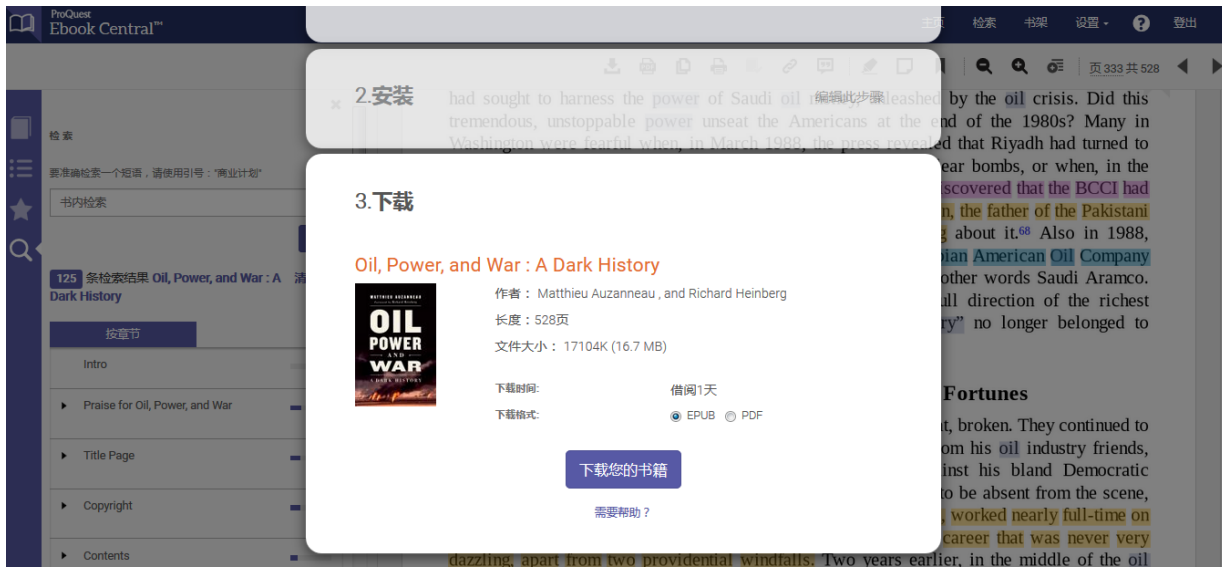 ProQuest
Ebook Central™
主页 检索 书架 设置 登出
页 333 共 528
2.安装
编辑此步骤
检索
要准确检索一个短语，请使用引号："商业计划"
书内检索
125 条检索结果 Oil, Power, and War : A 清
Dark History
按章节
Intro
Praise for Oil, Power, and War
Title Page
Copyright
Contents
3.下载
Oil, Power, and War : A Dark History
MATTHIEU AUZANNEAU
OIL
POWER
AND
WAR
A DARK HISTORY
作者： Matthieu Auzanneau , and Richard Heinberg
长度：528页
文件大小： 17104K (16.7 MB)
下载时间: 借阅1天
下载格式: EPUB PDF
下载您的书籍
需要帮助？
had sought to harness the power of Saudi oil unleashed by the oil crisis. Did this
tremendous, unstoppable power unseat the Americans at the end of the 1980s? Many in
Washington were fearful when, in March 1988, the press revealed that Riyadh had turned to
ear bombs, or when, in the
scovered that the BCCI had
n, the father of the Pakistani
g about it.68 Also in 1988,
bian American Oil Company
other words Saudi Aramco.
ull direction of the richest
ry” no longer belonged to
Fortunes
nt, broken. They continued to
om his oil industry friends,
inst his bland Democratic
to be absent from the scene,
, worked nearly full-time on
career that was never very
dazzling, apart from two providential windfalls. Two years earlier, in the middle of the oil